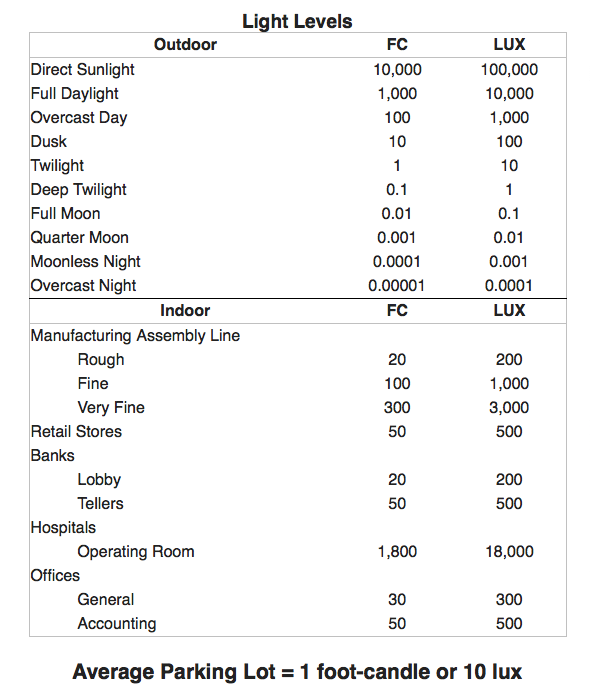 Light Levels
Outdoor FC LUX
Direct Sunlight 10,000 100,000
Full Daylight 1,000 10,000
Overcast Day 100 1,000
Dusk 10 100
Twilight 1 10
Deep Twilight 0.1 1
Full Moon 0.01 0.1
Quarter Moon 0.001 0.01
Moonless Night 0.0001 0.001
Overcast Night 0.00001 0.0001
Indoor FC LUX
Manufacturing Assembly Line
Rough 20 200
Fine 100 1,000
Very Fine 300 3,000
Retail Stores 50 500
Banks
Lobby 20 200
Tellers 50 500
Hospitals
Operating Room 1,800 18,000
Offices
General 30 300
Accounting 50 500
Average Parking Lot = 1 foot-candle or 10 lux